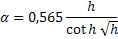 α = 0,565 h / (cot h √h)